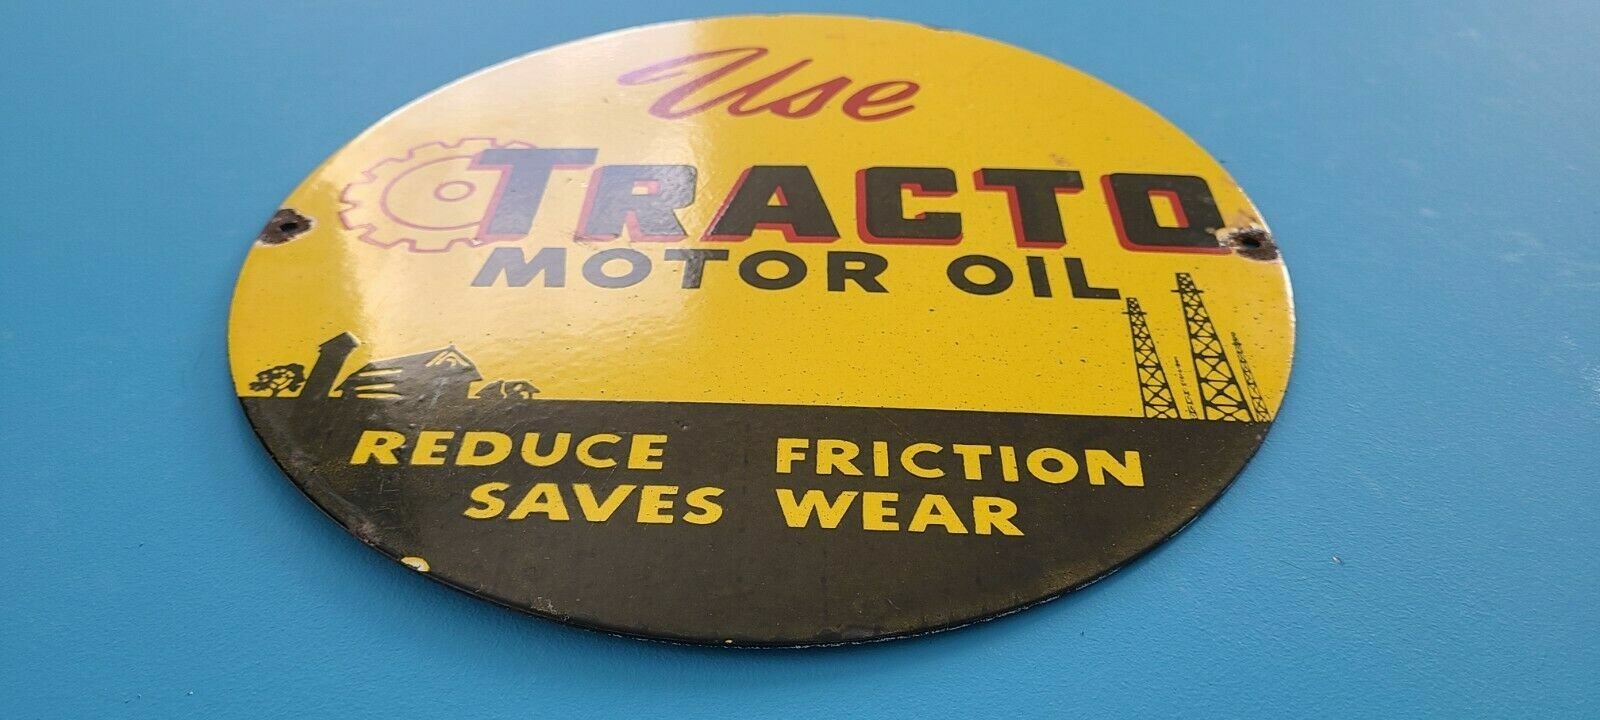 Use
TRACTO
MOTOR OIL
REDUCE FRICTION
SAVES WEAR